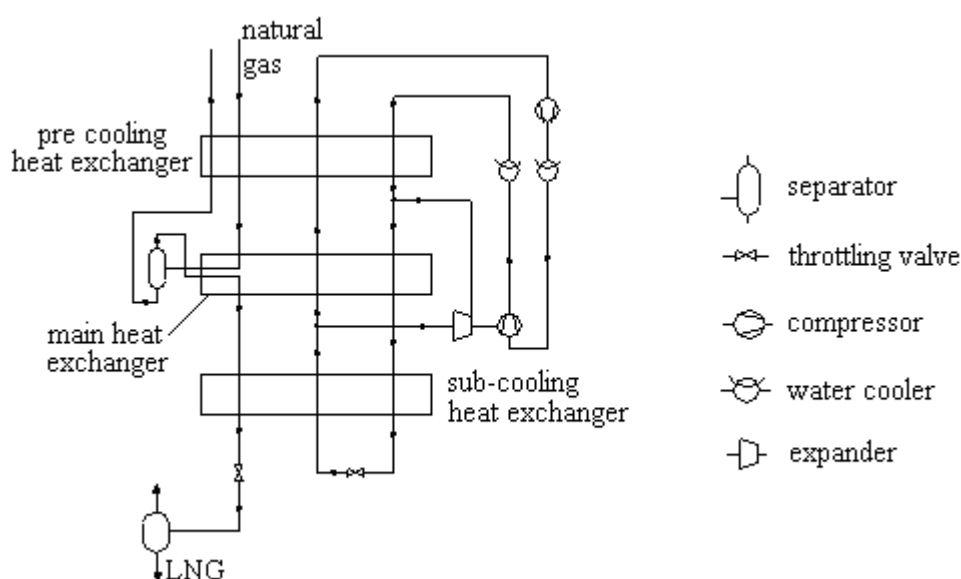 natural
gas
pre cooling
heat exchanger
main heat
exchanger
sub-cooling
heat exchanger
LNG
separator
throttling valve
compressor
water cooler
expander